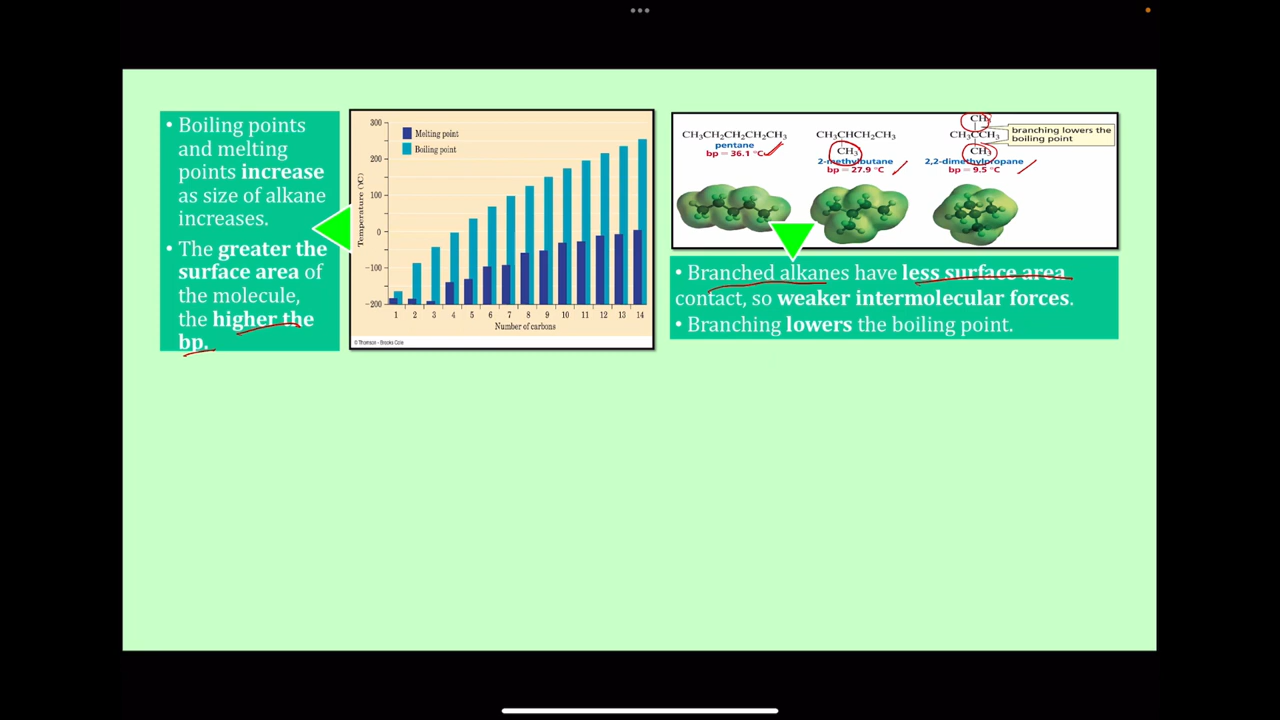 • Boiling points
and melting
points increase
as size of alkane
increases.
• The greater the
surface area of
the molecule,
the higher the
bp.
300
200
100
0
−100
−200
Temperature (°C)
Melting point
Boiling point
1 2 3 4 5 6 7 8 9 10 11 12 13 14
Number of carbons
© Thomson - Brooks Cole
CH₃CH₂CH₂CH₂CH₃
pentane
bp = 36.1 °C
CH₃CHCH₂CH₃
CH₃
2-methylbutane
bp = 27.9 °C
CH₃
CH₃CCH₃
CH₃
2,2-dimethylpropane
bp = 9.5 °C
branching lowers the
boiling point
• Branched alkanes have less surface area
contact, so weaker intermolecular forces.
• Branching lowers the boiling point.